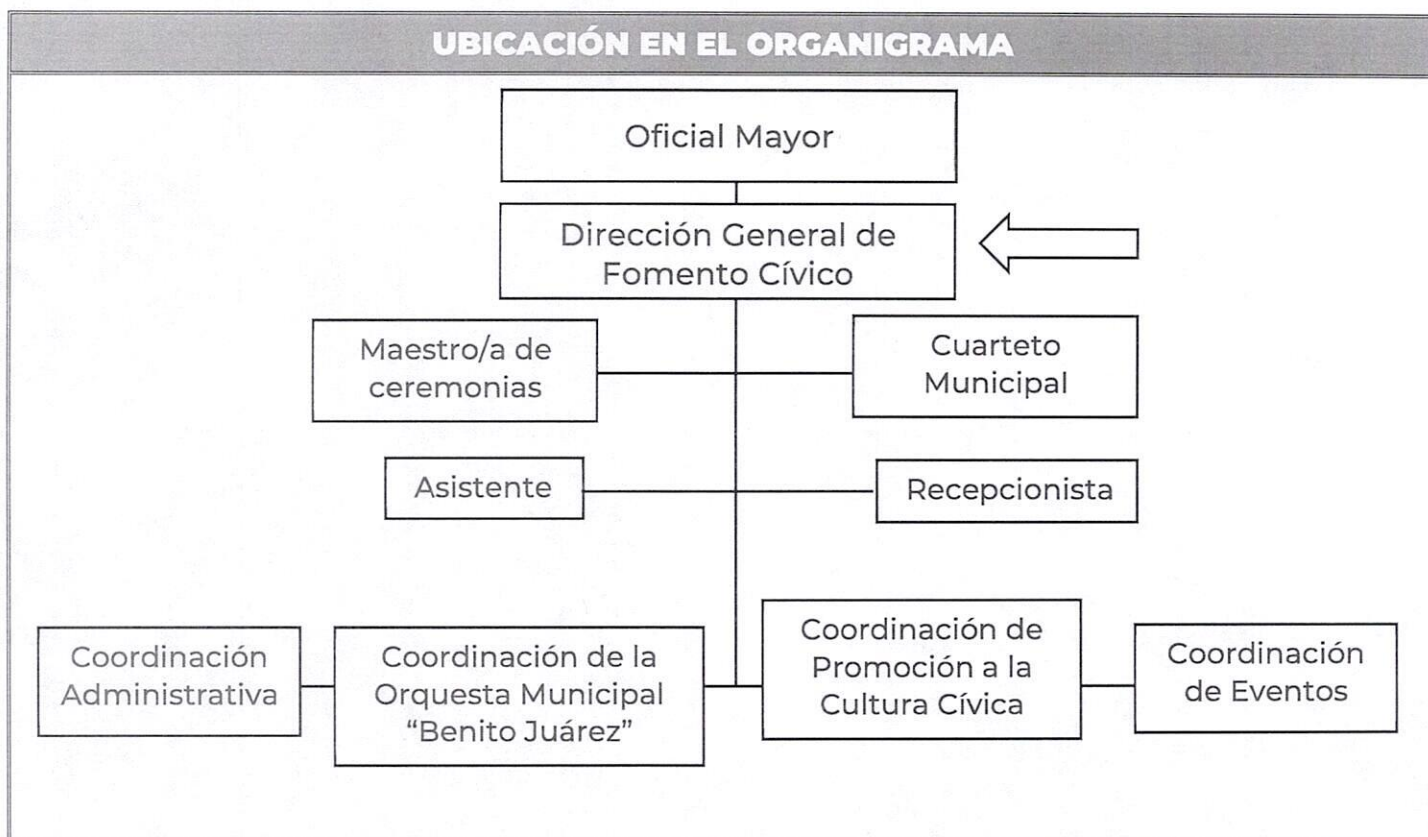 UBICACIÓN EN EL ORGANIGRAMA
Oficial Mayor
Dirección General de
Fomento Cívico
Maestro/a de
ceremonias
Cuarteto
Municipal
Asistente
Recepcionista
Coordinación
Administrativa
Coordinación de la
Orquesta Municipal
“Benito Juárez”
Coordinación de
Promoción a la
Cultura Cívica
Coordinación
de Eventos